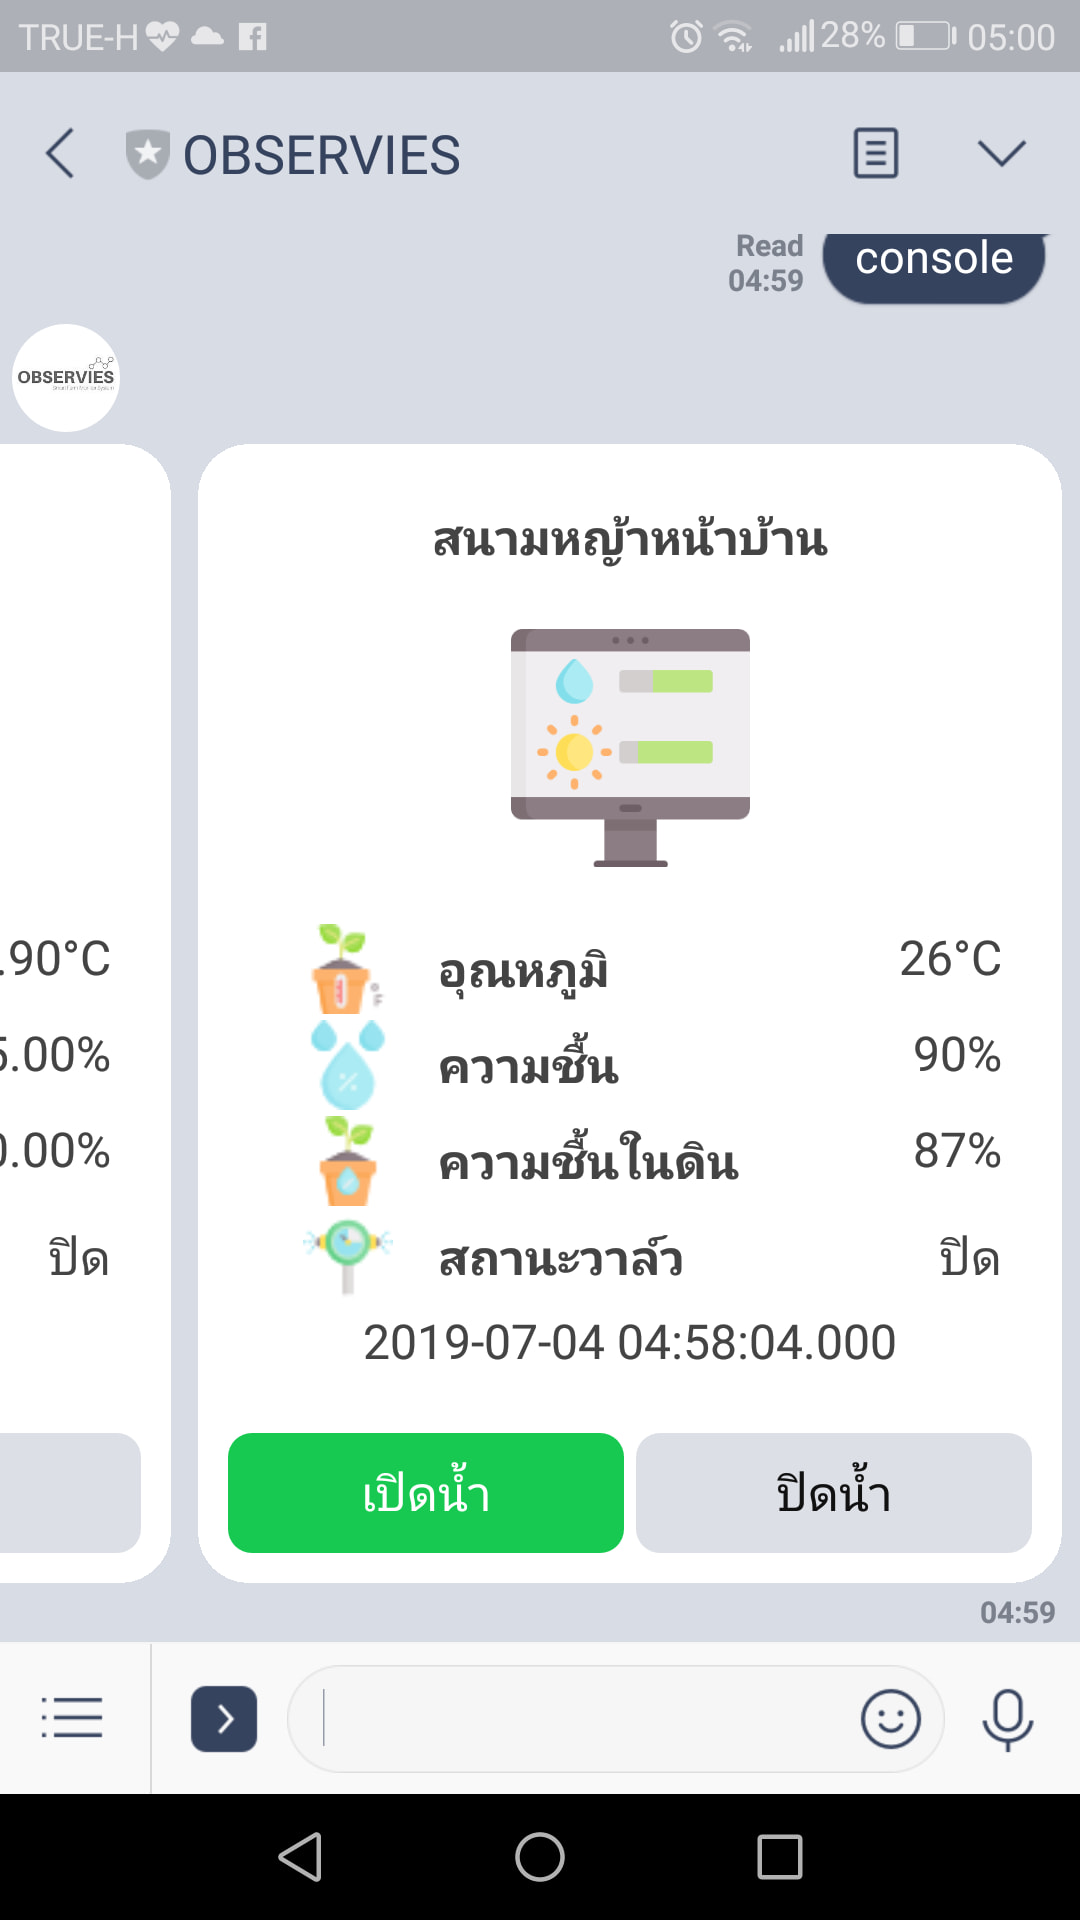 TRUE-H 28% 05:00
OBSERVIES
Read
04:59
console
OBSERVIES
สนามหญ้าหน้าบ้าน
.90°C
อุณหภูมิ 26°C
.00%
ความชื้น 90%
.00%
ความชื้นในดิน 87%
ปิด
สถานะวาล์ว ปิด
2019-07-04 04:58:04.000
เปิดน้ำ ปิดน้ำ
04:59